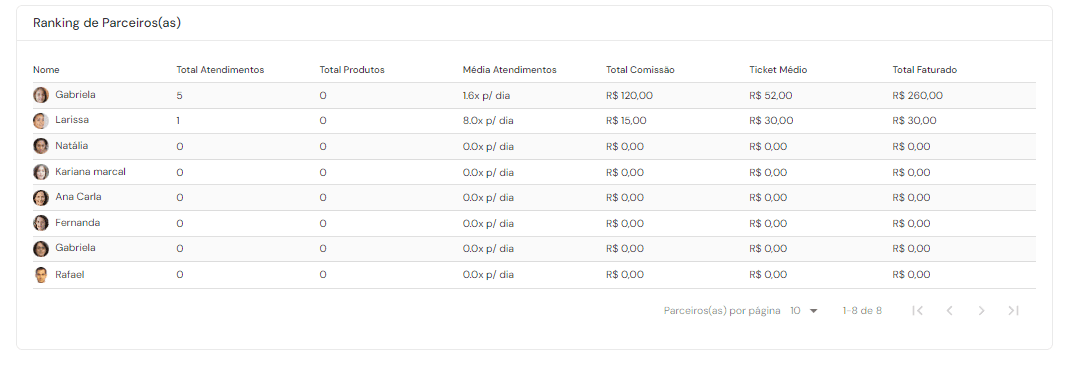 Ranking de Parceiros(as)
Nome Total Atendimentos Total Produtos Média Atendimentos Total Comissão Ticket Médio Total Faturado
Gabriela 5 0 1.6x p/ dia R$ 120,00 R$ 52,00 R$ 260,00
Larissa 1 0 8.0x p/ dia R$ 15,00 R$ 30,00 R$ 30,00
Natália 0 0 0.0x p/ dia R$ 0,00 R$ 0,00 R$ 0,00
Kariana marcal 0 0 0.0x p/ dia R$ 0,00 R$ 0,00 R$ 0,00
Ana Carla 0 0 0.0x p/ dia R$ 0,00 R$ 0,00 R$ 0,00
Fernanda 0 0 0.0x p/ dia R$ 0,00 R$ 0,00 R$ 0,00
Gabriela 0 0 0.0x p/ dia R$ 0,00 R$ 0,00 R$ 0,00
Rafael 0 0 0.0x p/ dia R$ 0,00 R$ 0,00 R$ 0,00
Parceiros(as) por página 10 1-8 de 8